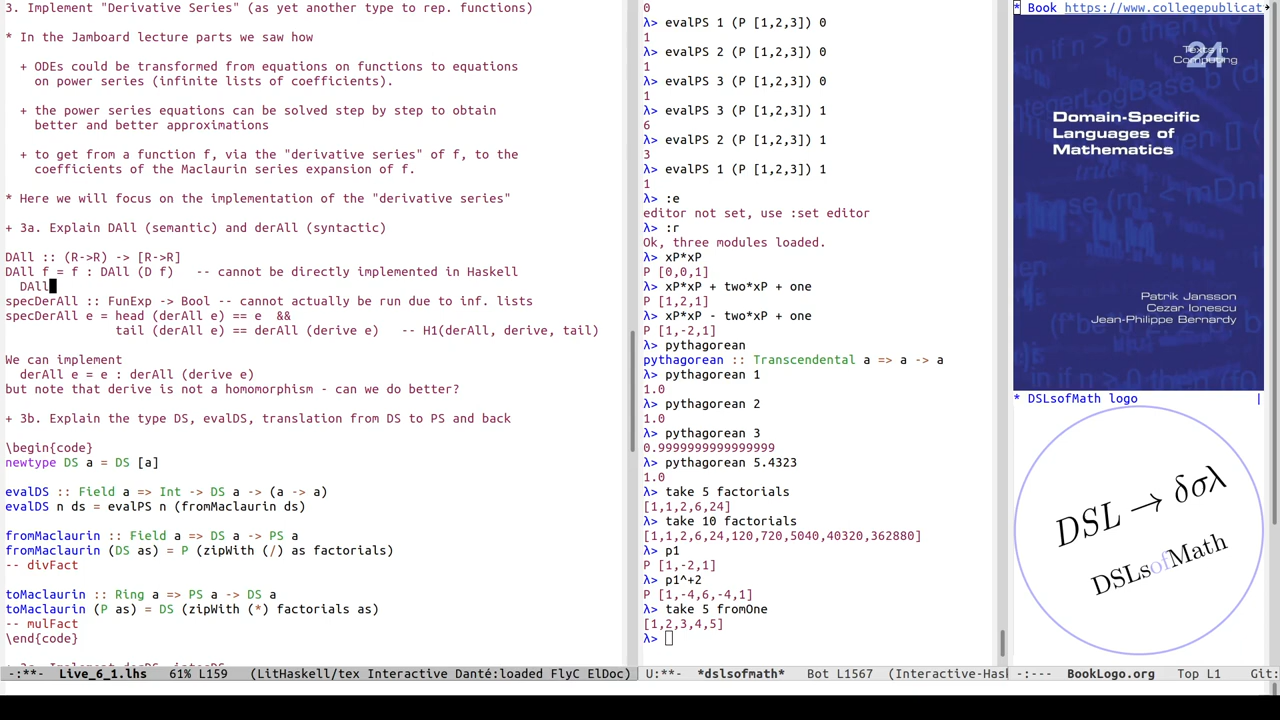 3. Implement "Derivative Series" (as yet another type to rep. functions)
* In the Jamboard lecture parts we saw how
+ ODEs could be transformed from equations on functions to equations
on power series (infinite lists of coefficients).
+ the power series equations can be solved step by step to obtain
better and better approximations
+ to get from a function f, via the "derivative series" of f, to the
coefficients of the Maclaurin series expansion of f.
* Here we will focus on the implementation of the "derivative series"
+ 3a. Explain DAll (semantic) and derAll (syntactic)
DAll :: (R->R) -> [R->R]
DAll f = f : DAll (D f)   -- cannot be directly implemented in Haskell
DAll
specDerAll :: FunExp -> Bool -- cannot actually be run due to inf. lists
specDerAll e = head (derAll e) == e  &&
tail (derAll e) == derAll (derive e)   -- H1(derAll, derive, tail)
We can implement
derAll e = e : derAll (derive e)
but note that derive is not a homomorphism - can we do better?
+ 3b. Explain the type DS, evalDS, translation from DS to PS and back
\begin{code}
newtype DS a = DS [a]
evalDS :: Field a => Int -> DS a -> (a -> a)
evalDS n ds = evalPS n (fromMaclaurin ds)
fromMaclaurin :: Field a => DS a -> PS a
fromMaclaurin (DS as) = P (zipWith (/) as factorials)
-- divFact
toMaclaurin :: Ring a => PS a -> DS a
toMaclaurin (P as) = DS (zipWith (*) factorials as)
-- mulFact
\end{code}
-:**-  Live_6_1.lhs   61% L159   (LitHaskell/tex Interactive Danté:loaded FlyC ElDoc)
0
λ> evalPS 1 (P [1,2,3]) 0
1
λ> evalPS 2 (P [1,2,3]) 0
1
λ> evalPS 3 (P [1,2,3]) 0
1
λ> evalPS 3 (P [1,2,3]) 1
6
λ> evalPS 2 (P [1,2,3]) 1
3
λ> evalPS 1 (P [1,2,3]) 1
1
λ> :e
editor not set, use :set editor
λ> :r
Ok, three modules loaded.
λ> xP*xP
P [0,0,1]
λ> xP*xP + two*xP + one
P [1,2,1]
λ> xP*xP - two*xP + one
P [1,-2,1]
λ> pythagorean
pythagorean :: Transcendental a => a -> a
λ> pythagorean 1
1.0
λ> pythagorean 2
1.0
λ> pythagorean 3
0.9999999999999999
λ> pythagorean 5.4323
1.0
λ> take 5 factorials
[1,1,2,6,24]
λ> take 10 factorials
[1,1,2,6,24,120,720,5040,40320,362880]
λ> p1
P [1,-2,1]
λ> p1^+2
P [1,-4,6,-4,1]
λ> take 5 fromOne
[1,2,3,4,5]
λ>
U:**-  *dslsofmath*   Bot L1567  (Interactive-Hask
* Book https://www.collegepublicat
Texts in
24
Computing
Domain-Specific
Languages of
Mathematics
Patrik Jansson
Cezar Ionescu
Jean-Philippe Bernardy
* DSLsofMath logo
DSL → δσλ
DSLsofMath
-:---  BookLogo.org   Top L1   Git: